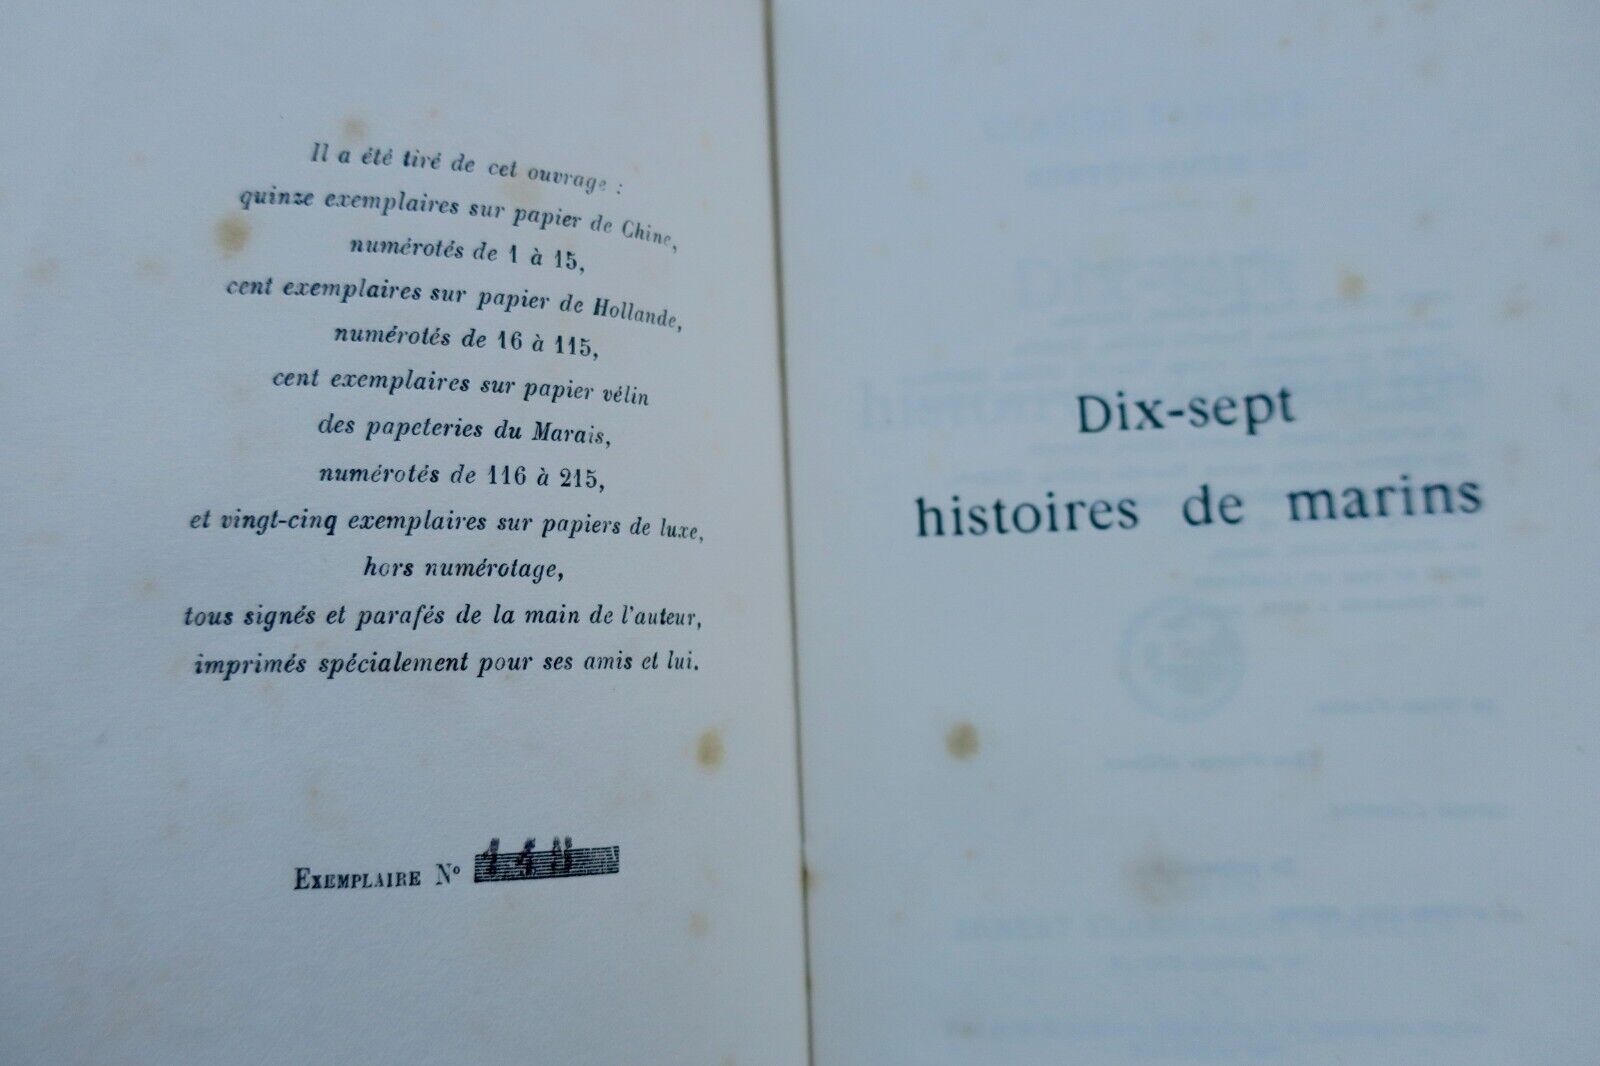 Il a été tiré de cet ouvrage :
quinze exemplaires sur papier de Chine,
numérotés de 1 à 15,
cent exemplaires sur papier de Hollande,
numérotés de 16 à 115,
cent exemplaires sur papier vélin
des papeteries du Marais,
numérotés de 116 à 215,
et vingt-cinq exemplaires sur papiers de luxe,
hors numérotage,
tous signés et parafés de la main de l'auteur,
imprimés spécialement pour ses amis et lui.
EXEMPLAIRE Nº
Dix-sept
histoires de marins